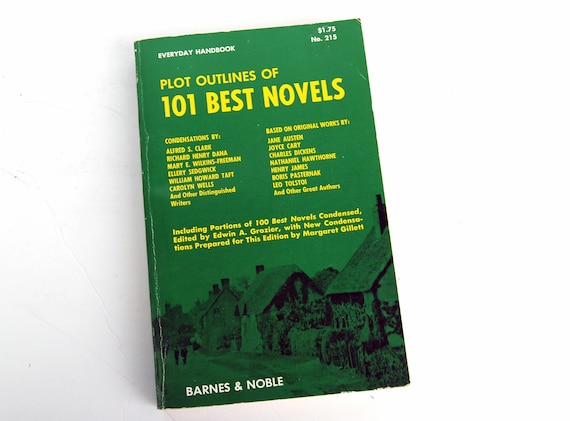 EVERYDAY HANDBOOK
$1.75
No. 215
PLOT OUTLINES OF
101 BEST NOVELS
CONDENSATIONS BY:
ALFRED S. CLARK
RICHARD HENRY DANA
MARY E. WILKINS-FREEMAN
ELLERY SEDGWICK
WILLIAM HOWARD TAFT
CAROLYN WELLS
And Other Distinguished
Writers
BASED ON ORIGINAL WORKS BY:
JANE AUSTEN
JOYCE CARY
CHARLES DICKENS
NATHANIEL HAWTHORNE
HENRY JAMES
BORIS PASTERNAK
LEO TOLSTOI
And Other Great Authors
Including Portions of 100 Best Novels Condensed,
Edited by Edwin A. Grozier, with New Condensa-
tions Prepared for This Edition by Margaret Gillett
BARNES & NOBLE